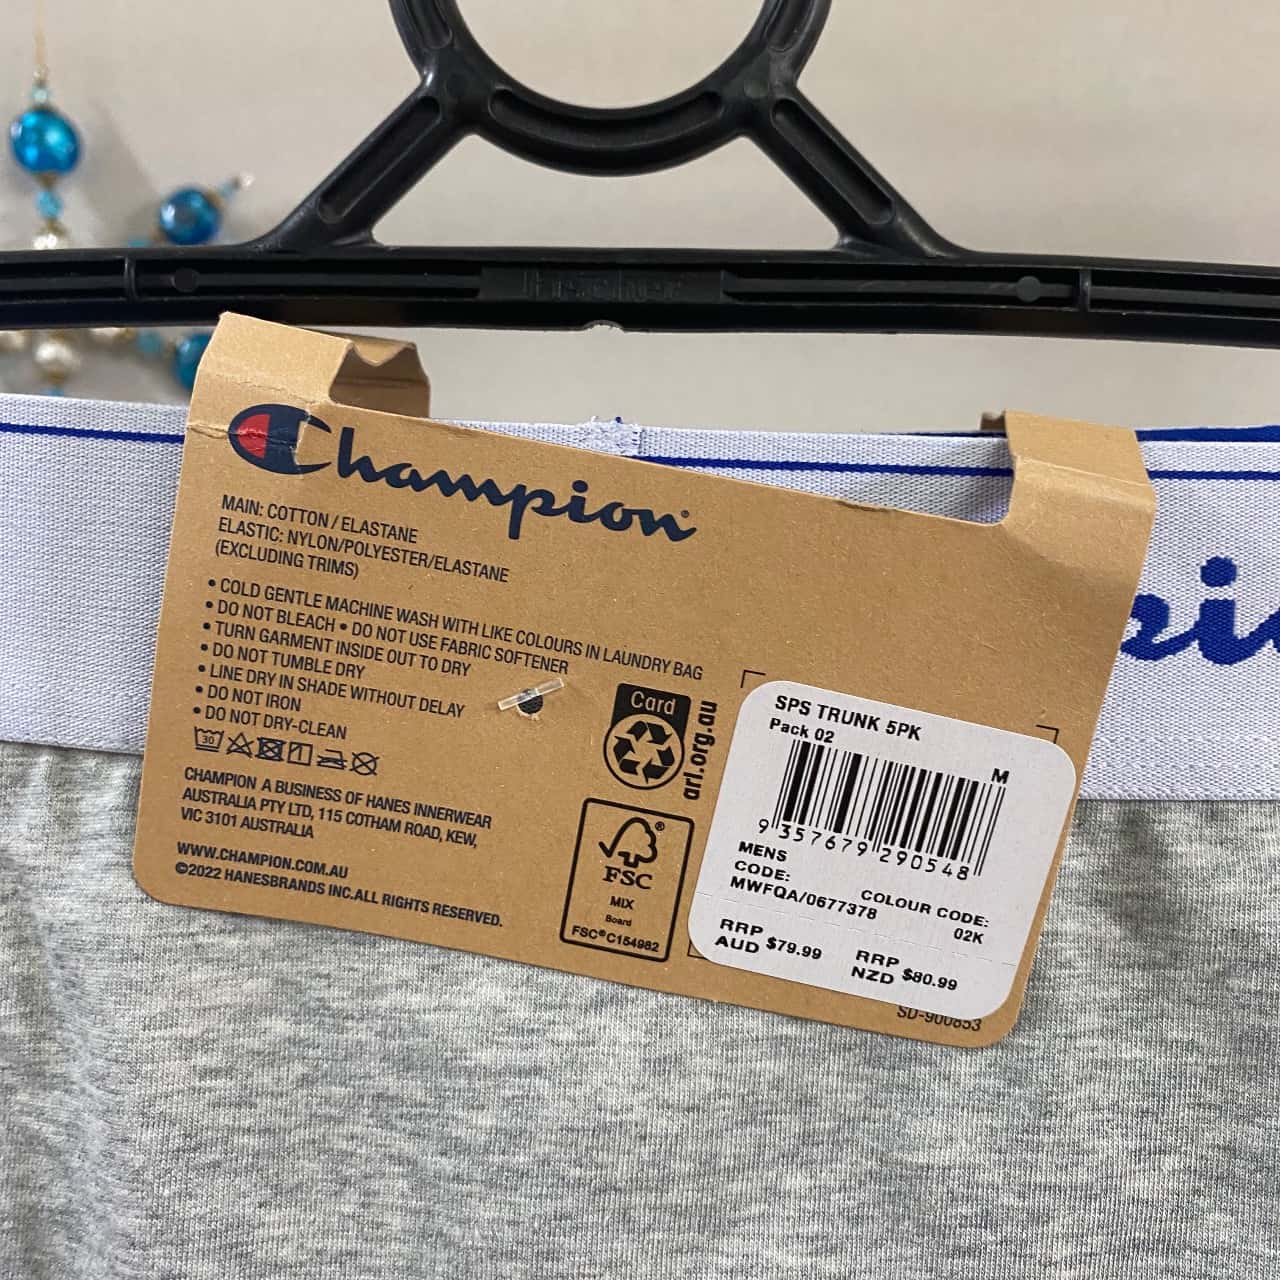 Champion
MAIN: COTTON / ELASTANE
ELASTIC: NYLON/POLYESTER/ELASTANE
(EXCLUDING TRIMS)
• COLD GENTLE MACHINE WASH WITH LIKE COLOURS IN LAUNDRY BAG
• DO NOT BLEACH • DO NOT USE FABRIC SOFTENER
• TURN GARMENT INSIDE OUT TO DRY
• DO NOT TUMBLE DRY
• LINE DRY IN SHADE WITHOUT DELAY
• DO NOT IRON
• DO NOT DRY-CLEAN
30
CHAMPION A BUSINESS OF HANES INNERWEAR
AUSTRALIA PTY LTD, 115 COTHAM ROAD, KEW,
VIC 3101 AUSTRALIA
WWW.CHAMPION.COM.AU
©2022 HANESBRANDS INC.ALL RIGHTS RESERVED.
Card
arl.org.au
®
FSC
MIX
Board
FSC® C154982
SPS TRUNK 5PK
Pack 02
M
9 357679 290548
MENS
CODE:
MWFQA/0677378
COLOUR CODE:
02K
RRP
AUD $79.99
RRP
NZD $80.99
SD-900853
pi